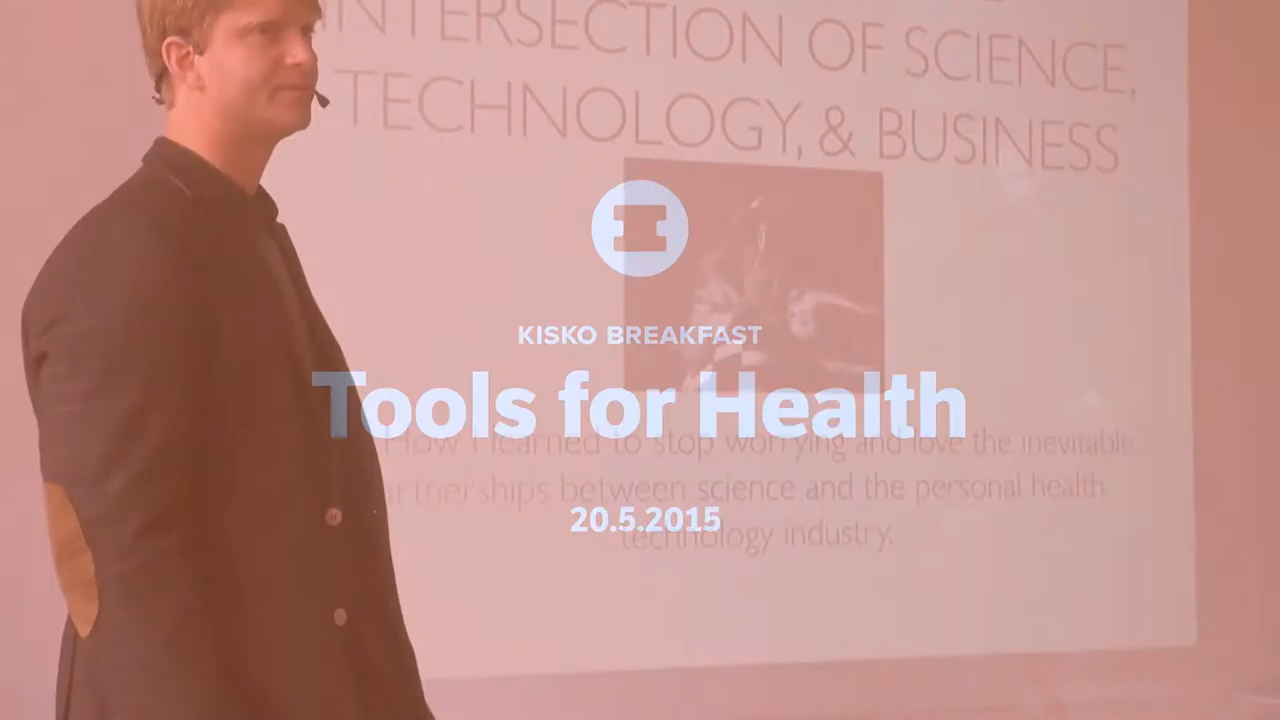 INTERSECTION OF SCIENCE,
TECHNOLOGY, & BUSINESS
KISKO BREAKFAST
Tools for Health
How I learned to stop worrying and love the inevitable
partnerships between science and the personal health
20.5.2015
technology industry.